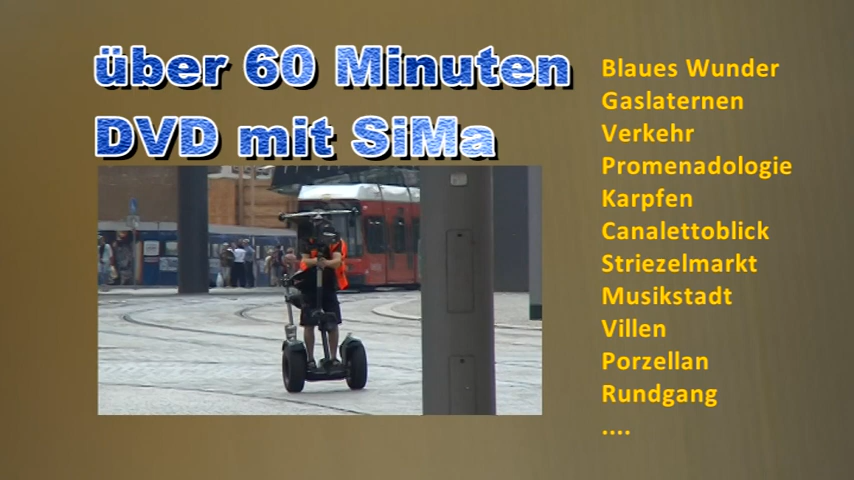 über 60 Minuten
DVD mit SiMa
Blaues Wunder
Gaslaternen
Verkehr
Promenadologie
Karpfen
Canalettoblick
Striezelmarkt
Musikstadt
Villen
Porzellan
Rundgang
....